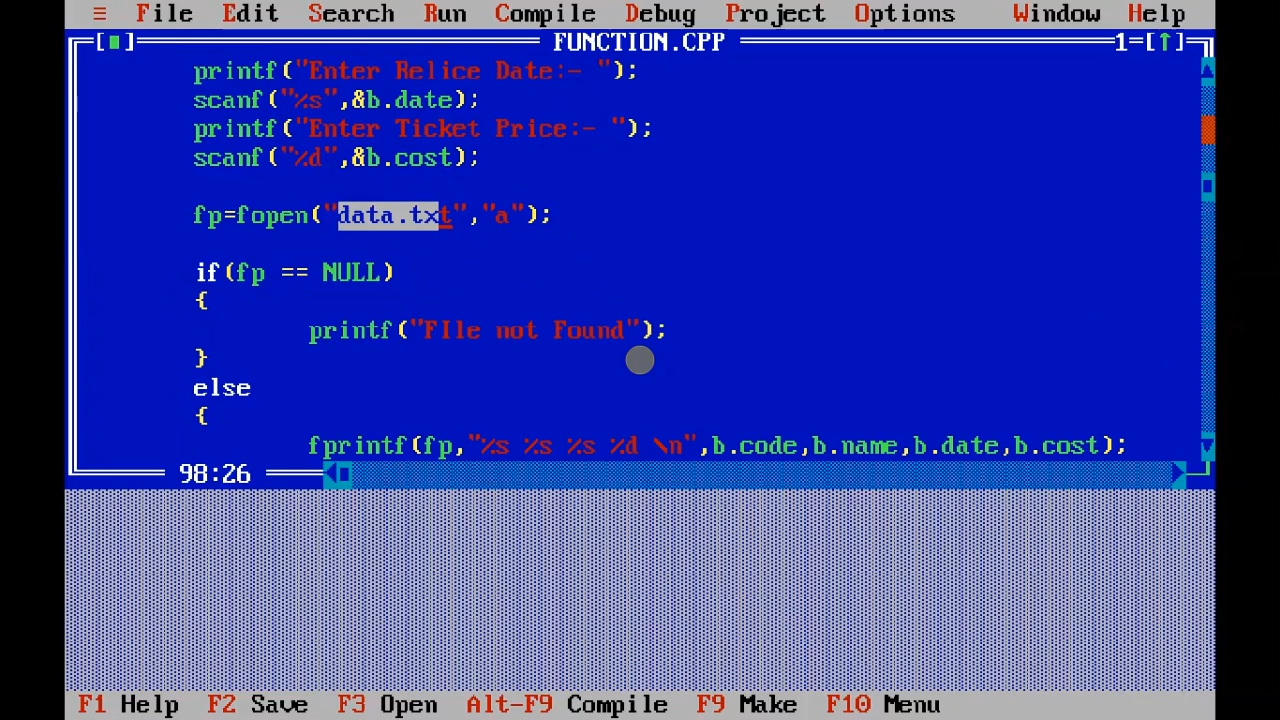 ≡ File Edit Search Run Compile Debug Project Options Window Help
[■] FUNCTION.CPP 1=[↑]
printf("Enter Relice Date:- ");
scanf("%s",&b.date);
printf("Enter Ticket Price:- ");
scanf("%d",&b.cost);
fp=fopen("data.txt","a");
if(fp == NULL)
{
printf("FIle not Found");
}
else
{
fprintf(fp,"%s %s %s %d \n",b.code,b.name,b.date,b.cost);
98:26
F1 Help F2 Save F3 Open Alt-F9 Compile F9 Make F10 Menu